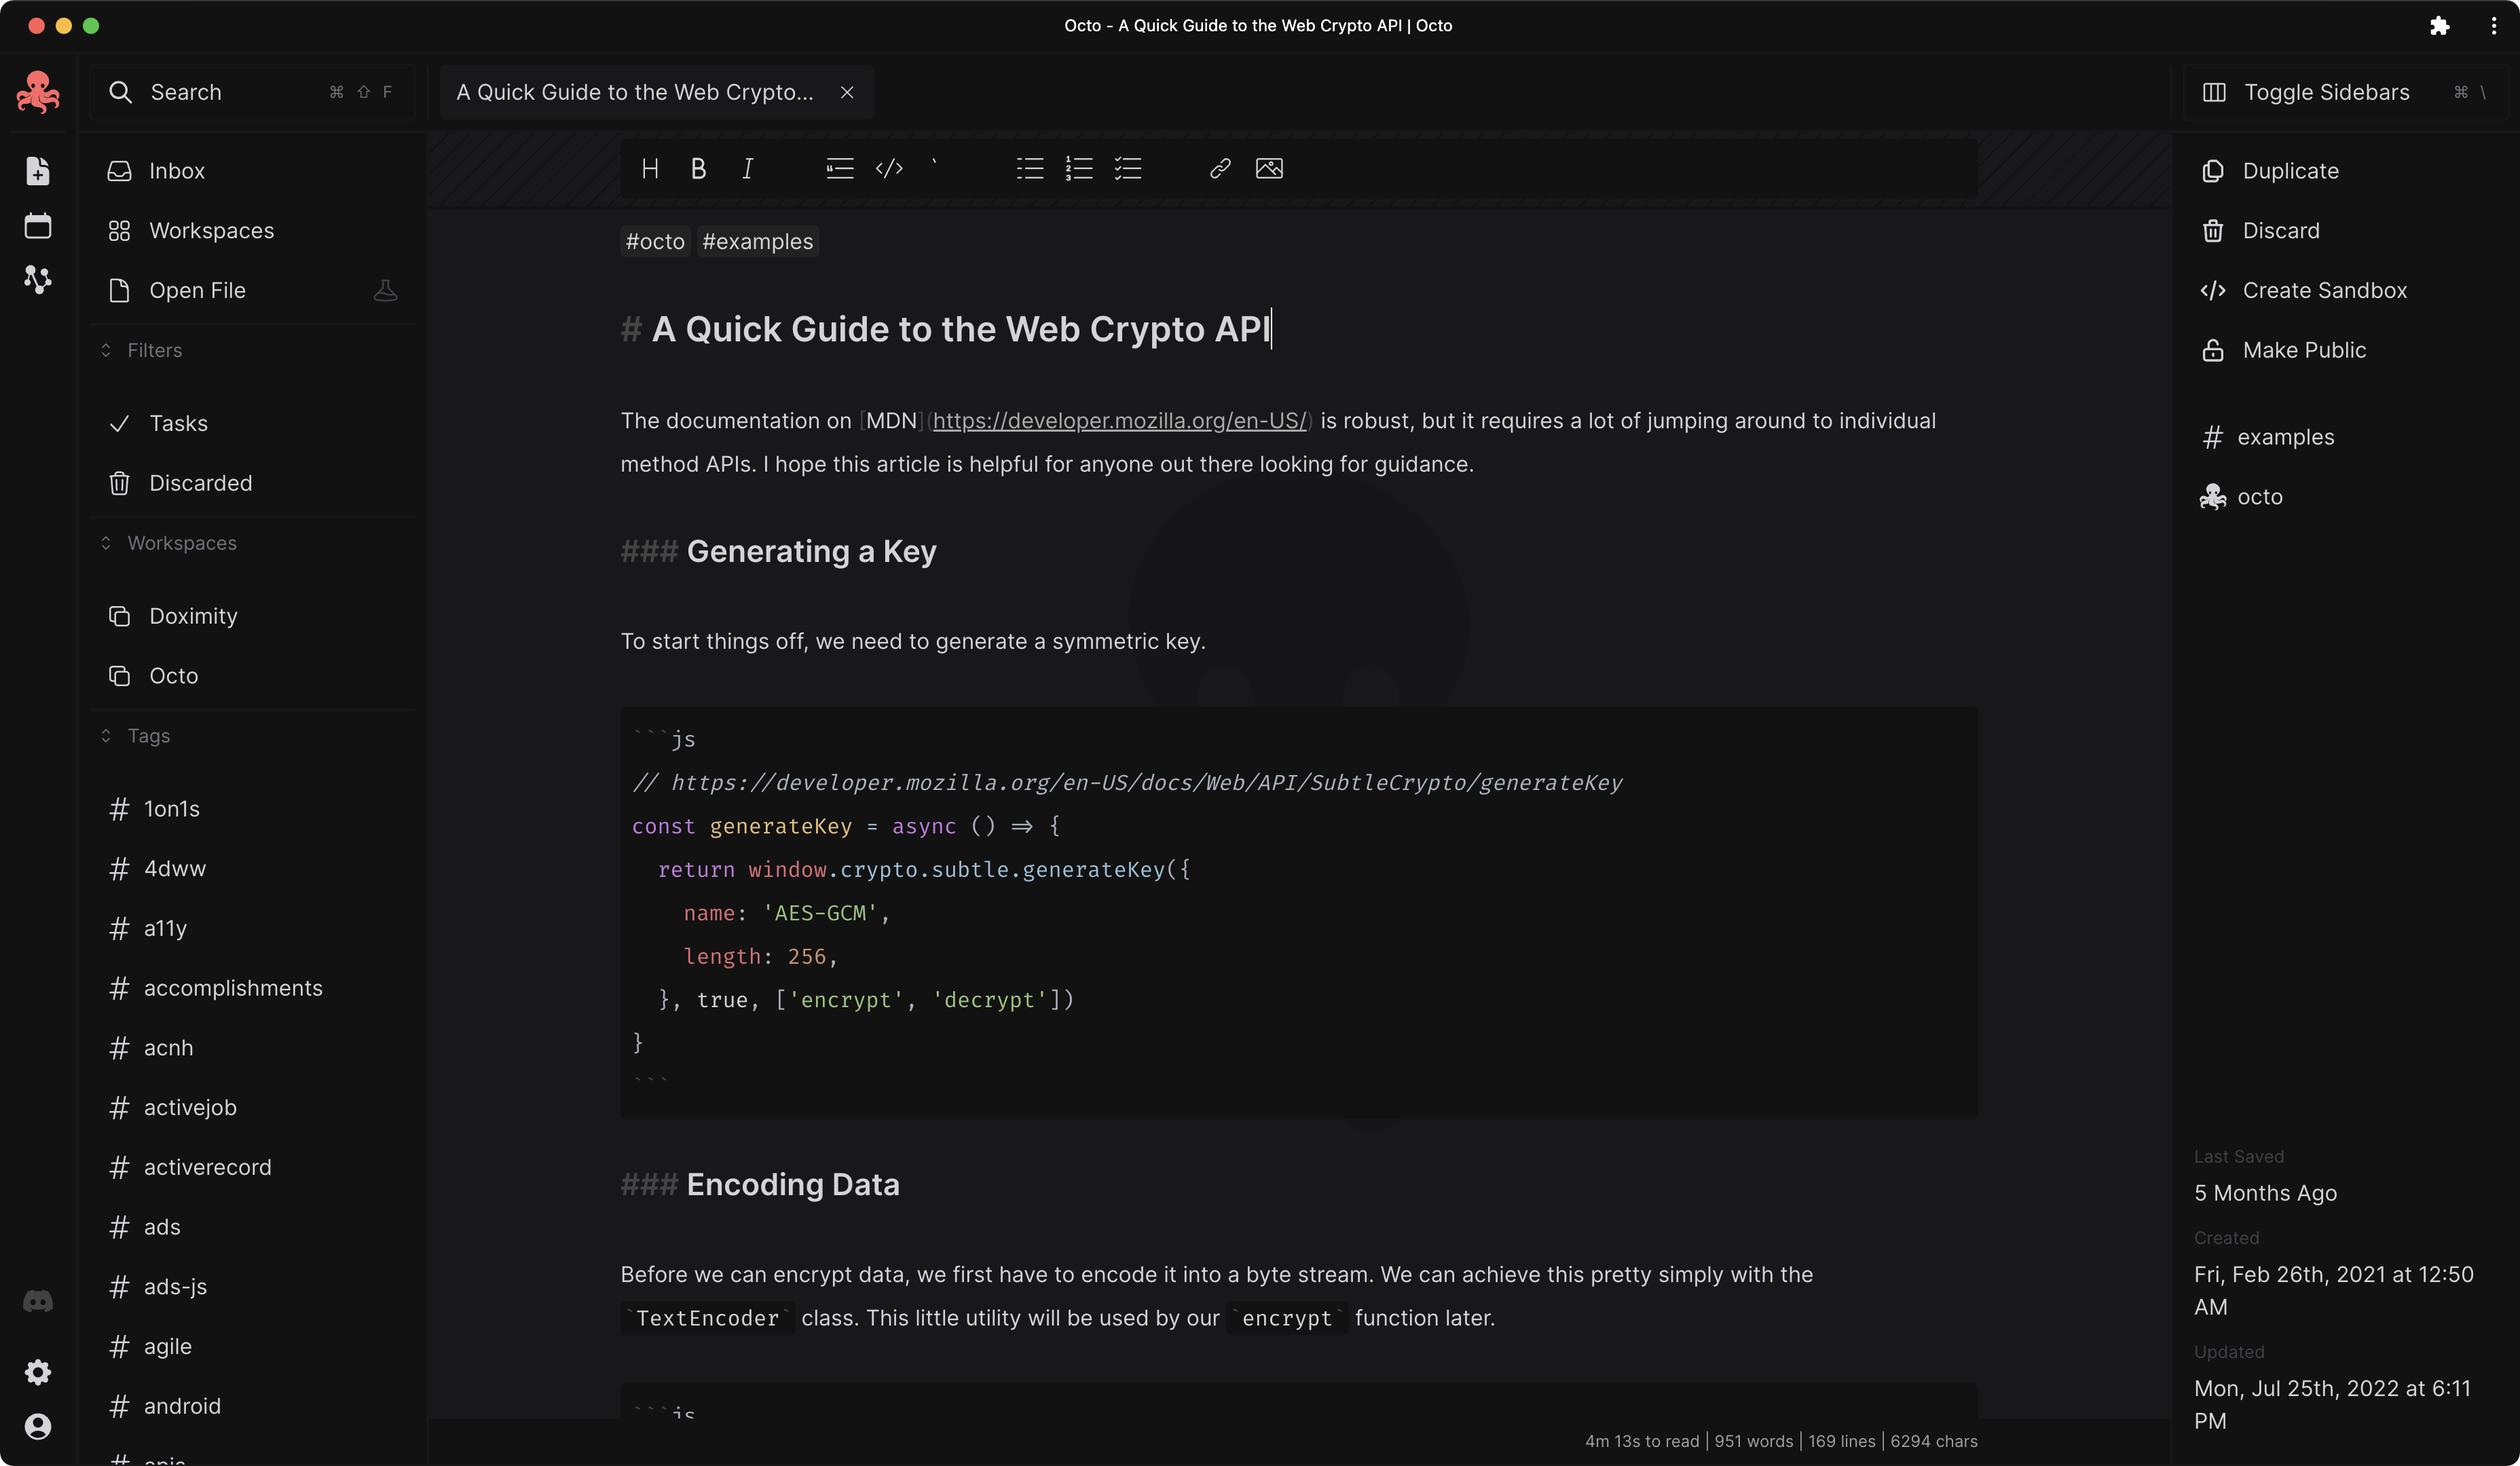 Octo - A Quick Guide to the Web Crypto API | Octo
Search ⌘ ⇧ F
A Quick Guide to the Web Crypto...
Toggle Sidebars ⌘ \
Inbox
Workspaces
Open File
Filters
Tasks
Discarded
Workspaces
Doximity
Octo
Tags
# 1on1s
# 4dww
# a11y
# accomplishments
# acnh
# activejob
# activerecord
# ads
# ads-js
# agile
# android
H B I </> `
#octo #examples
# A Quick Guide to the Web Crypto API
The documentation on [MDN](https://developer.mozilla.org/en-US/) is robust, but it requires a lot of jumping around to individual
method APIs. I hope this article is helpful for anyone out there looking for guidance.
### Generating a Key
To start things off, we need to generate a symmetric key.
```js
// https://developer.mozilla.org/en-US/docs/Web/API/SubtleCrypto/generateKey
const generateKey = async () => {
  return window.crypto.subtle.generateKey({
    name: 'AES-GCM',
    length: 256,
  }, true, ['encrypt', 'decrypt'])
}
```
### Encoding Data
Before we can encrypt data, we first have to encode it into a byte stream. We can achieve this pretty simply with the
`TextEncoder` class. This little utility will be used by our `encrypt` function later.
```js
4m 13s to read | 951 words | 169 lines | 6294 chars
Duplicate
Discard
</> Create Sandbox
Make Public
# examples
octo
Last Saved
5 Months Ago
Created
Fri, Feb 26th, 2021 at 12:50
AM
Updated
Mon, Jul 25th, 2022 at 6:11
PM